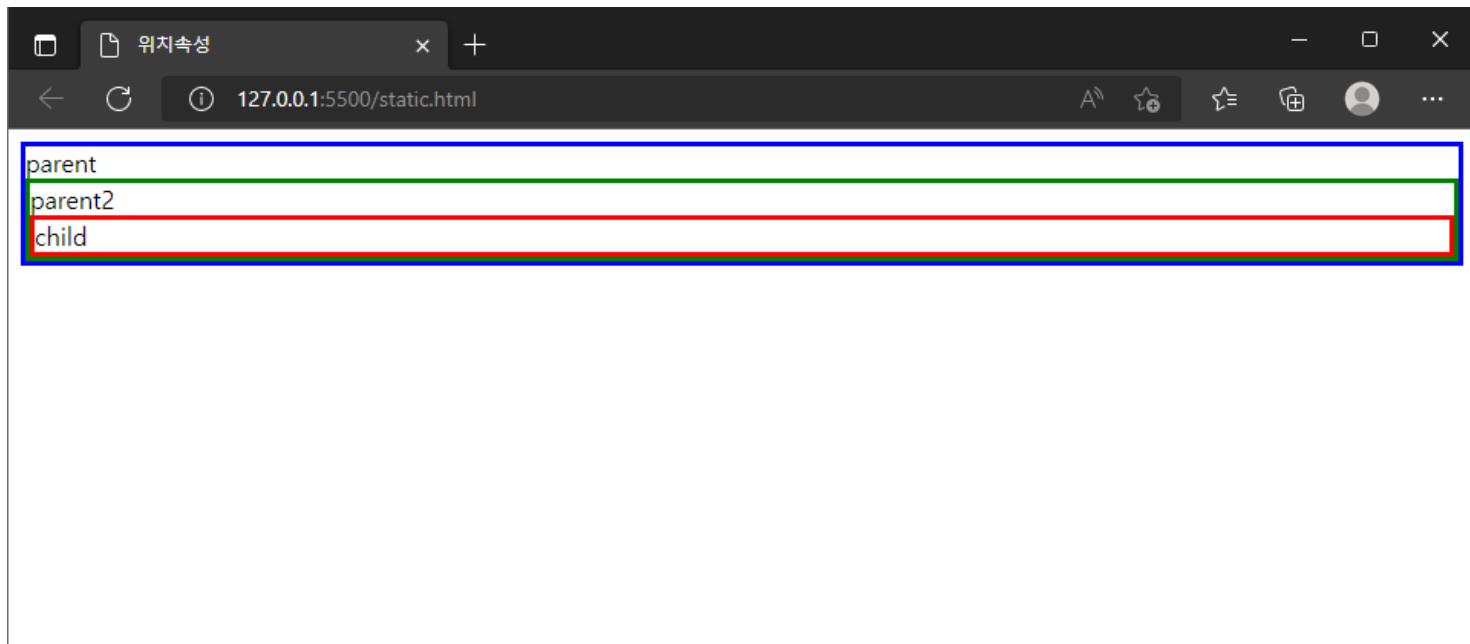 위치속성
127.0.0.1:5500/static.html
parent
parent2
child